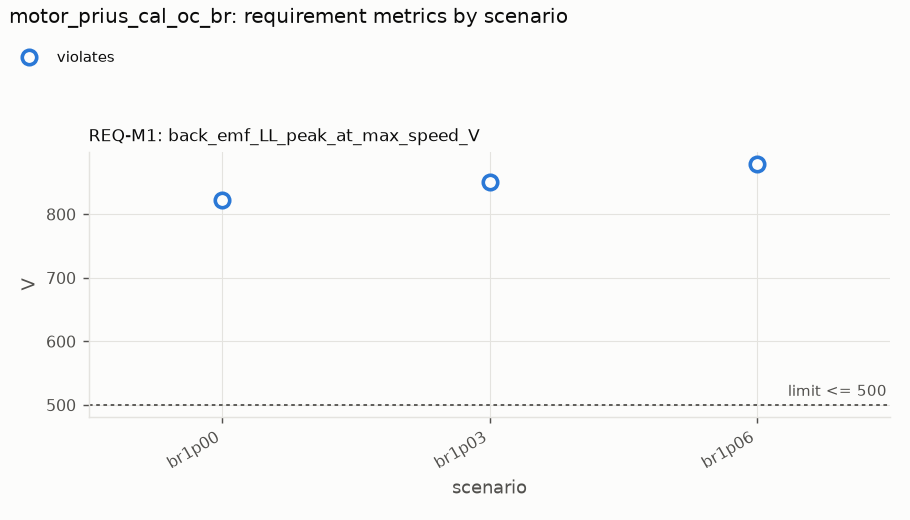 motor_prius_cal_oc_br: requirement metrics by scenario
violates
REQ-M1: back_emf_LL_peak_at_max_speed_V
800
700
600
500
V
limit <= 500
br1p00
br1p03
br1p06
scenario